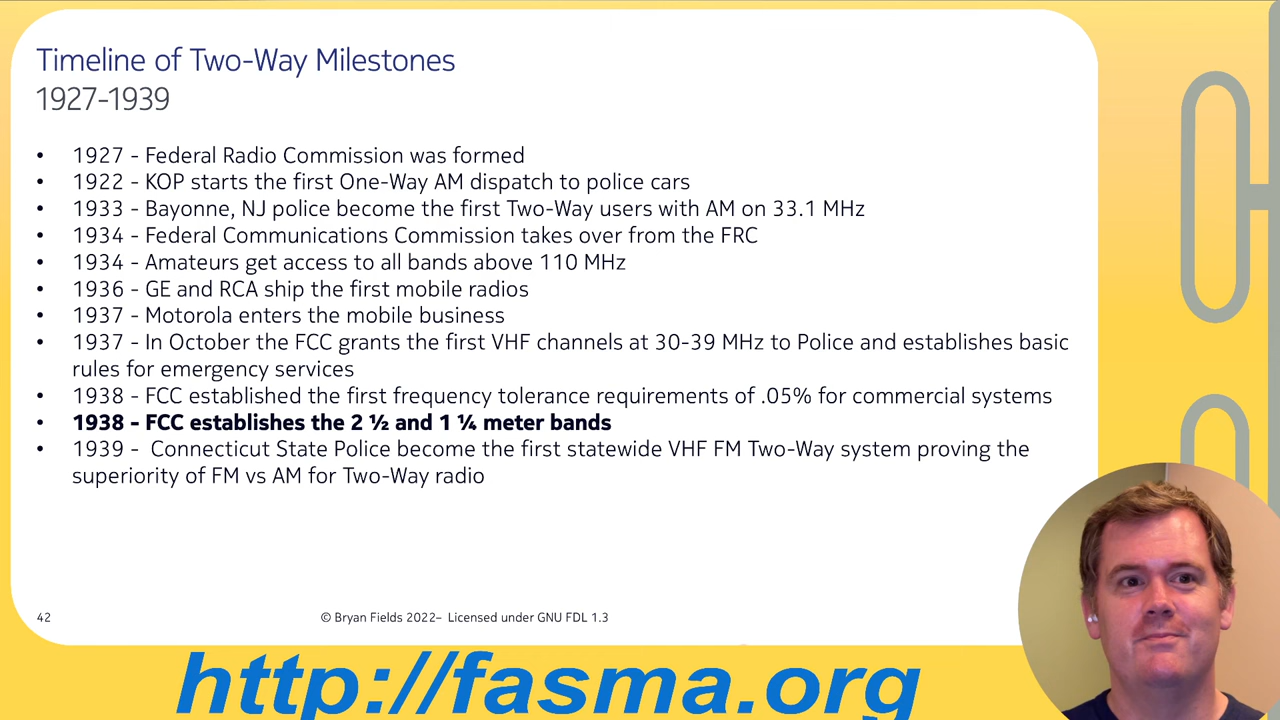 Timeline of Two-Way Milestones
1927-1939
• 1927 - Federal Radio Commission was formed
• 1922 - KOP starts the first One-Way AM dispatch to police cars
• 1933 - Bayonne, NJ police become the first Two-Way users with AM on 33.1 MHz
• 1934 - Federal Communications Commission takes over from the FRC
• 1934 - Amateurs get access to all bands above 110 MHz
• 1936 - GE and RCA ship the first mobile radios
• 1937 - Motorola enters the mobile business
• 1937 - In October the FCC grants the first VHF channels at 30-39 MHz to Police and establishes basic
rules for emergency services
• 1938 - FCC established the first frequency tolerance requirements of .05% for commercial systems
• 1938 - FCC establishes the 2 ½ and 1 ¼ meter bands
• 1939 - Connecticut State Police become the first statewide VHF FM Two-Way system proving the
superiority of FM vs AM for Two-Way radio
42
© Bryan Fields 2022– Licensed under GNU FDL 1.3
http://fasma.org